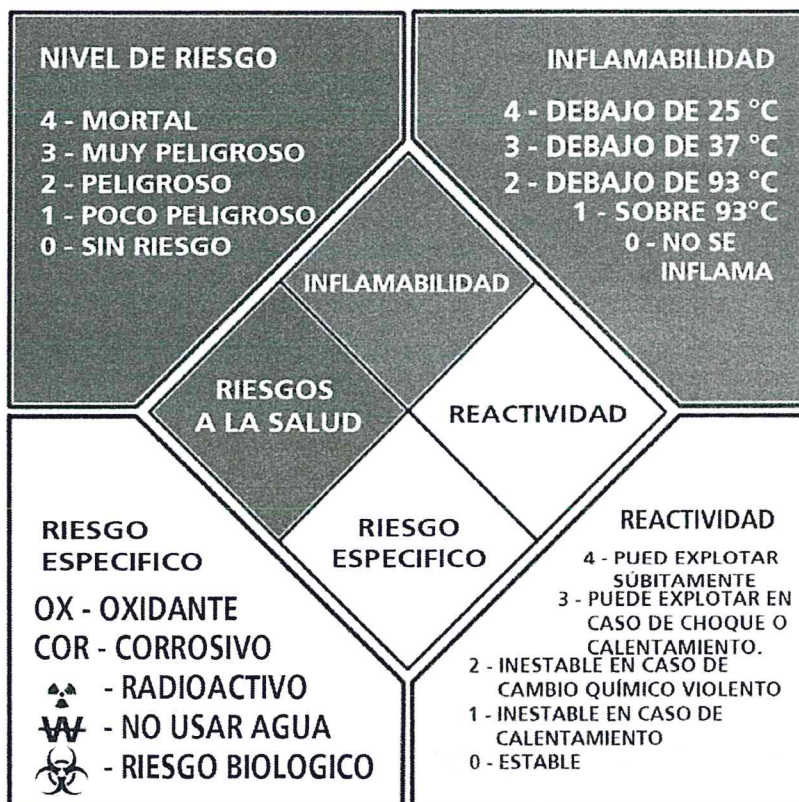 NIVEL DE RIESGO
4 - MORTAL
3 - MUY PELIGROSO
2 - PELIGROSO
1 - POCO PELIGROSO
0 - SIN RIESGO
INFLAMABILIDAD
4 - DEBAJO DE 25 °C
3 - DEBAJO DE 37 °C
2 - DEBAJO DE 93 °C
1 - SOBRE 93°C
0 - NO SE
INFLAMA
INFLAMABILIDAD
RIESGOS
A LA SALUD
REACTIVIDAD
RIESGO
ESPECIFICO
RIESGO
ESPECIFICO
OX - OXIDANTE
COR - CORROSIVO
- RADIOACTIVO
W - NO USAR AGUA
- RIESGO BIOLOGICO
REACTIVIDAD
4 - PUED EXPLOTAR
SÚBITAMENTE
3 - PUEDE EXPLOTAR EN
CASO DE CHOQUE O
CALENTAMIENTO.
2 - INESTABLE EN CASO DE
CAMBIO QUÍMICO VIOLENTO
1 - INESTABLE EN CASO DE
CALENTAMIENTO
0 - ESTABLE